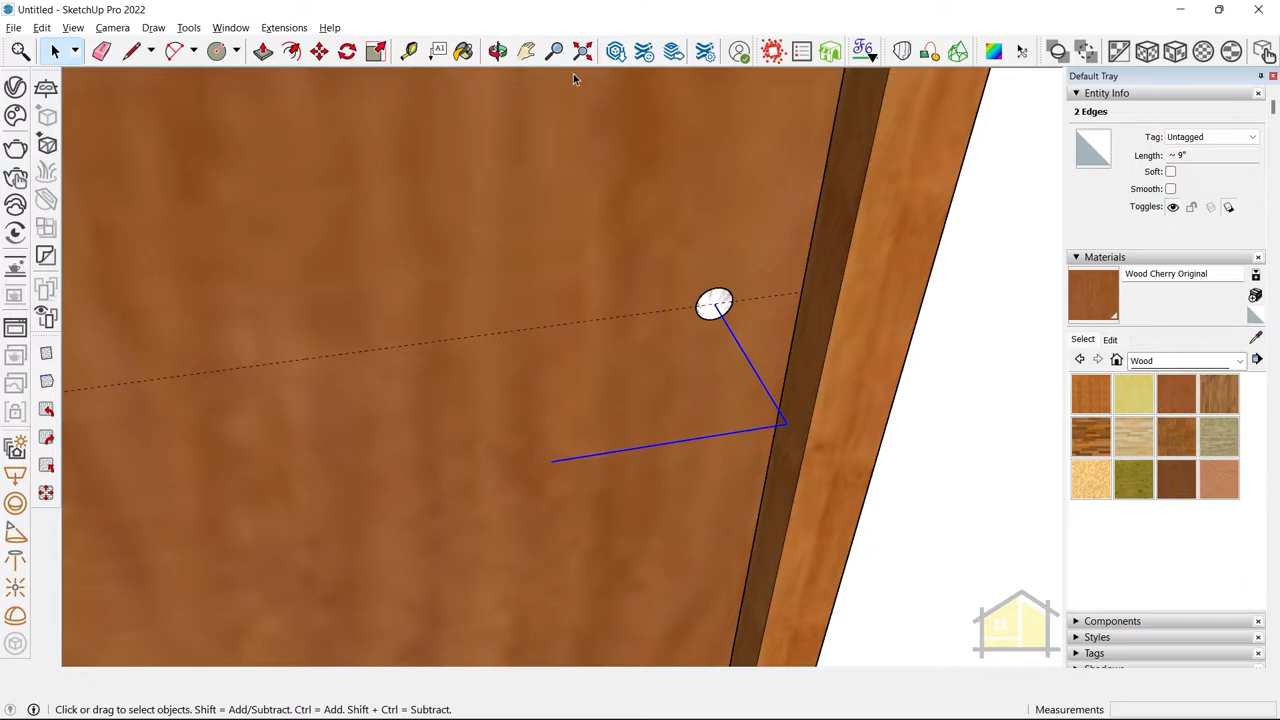 Untitled - SketchUp Pro 2022
File Edit View Camera Draw Tools Window Extensions Help
Default Tray
Entity Info
2 Edges
Tag: Untagged
Length: ~ 9"
Soft:
Smooth:
Toggles:
Materials
Wood Cherry Original
Select Edit
Wood
Components
Styles
Tags
Click or drag to select objects. Shift = Add/Subtract. Ctrl = Add. Shift + Ctrl = Subtract.
Measurements